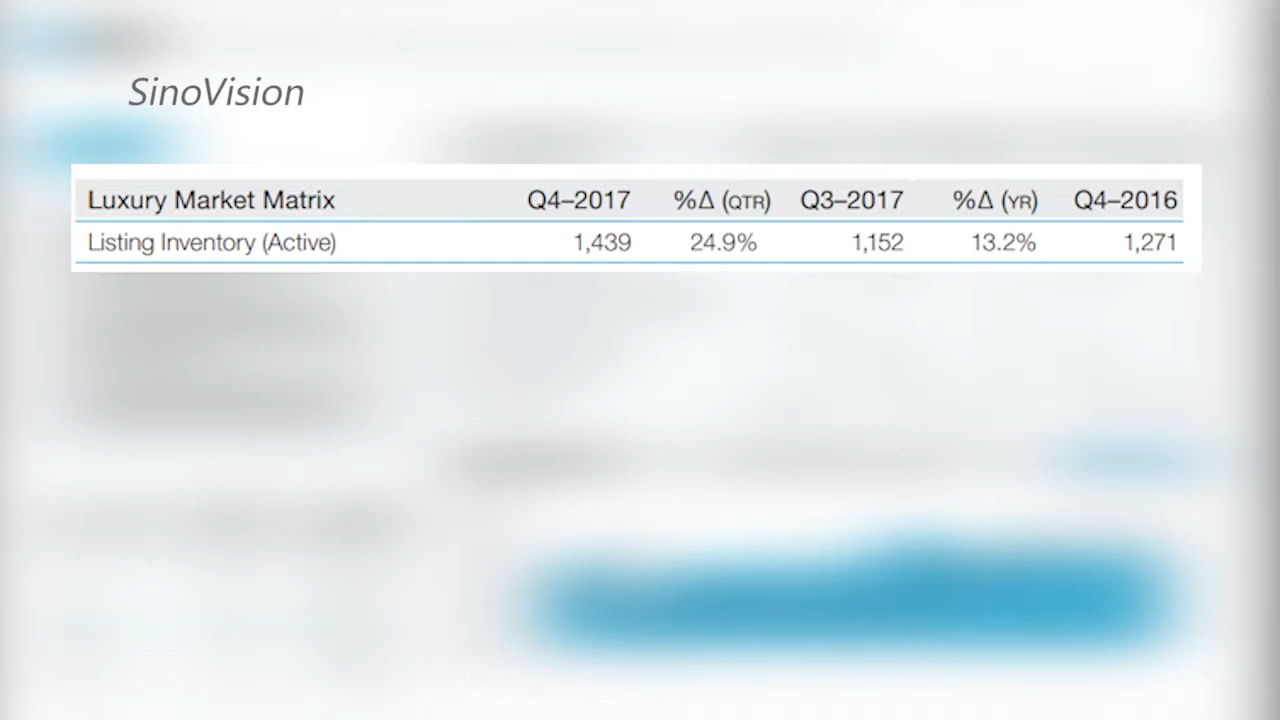 SinoVision
Luxury Market Matrix Q4–2017 %Δ (QTR) Q3–2017 %Δ (YR) Q4–2016
Listing Inventory (Active) 1,439 24.9% 1,152 13.2% 1,271